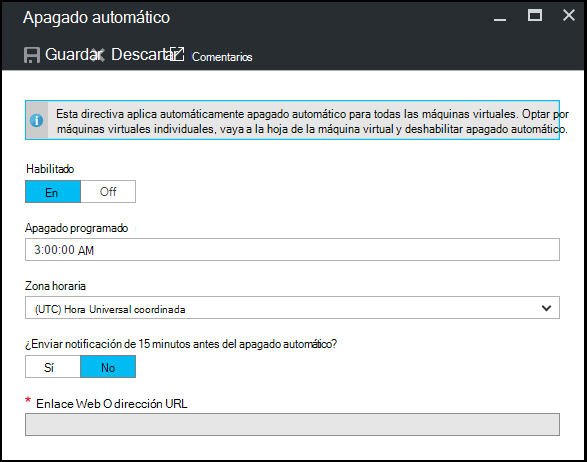 Apagado automático
Guardar Descartar Comentarios
Esta directiva aplica automáticamente apagado automático para todas las máquinas virtuales. Optar por
máquinas virtuales individuales, vaya a la hoja de la máquina virtual y deshabilitar apagado automático.
Habilitado
En Off
Apagado programado
3:00:00 AM
Zona horaria
(UTC) Hora Universal coordinada
¿Enviar notificación de 15 minutos antes del apagado automático?
Sí No
* Enlace Web O dirección URL